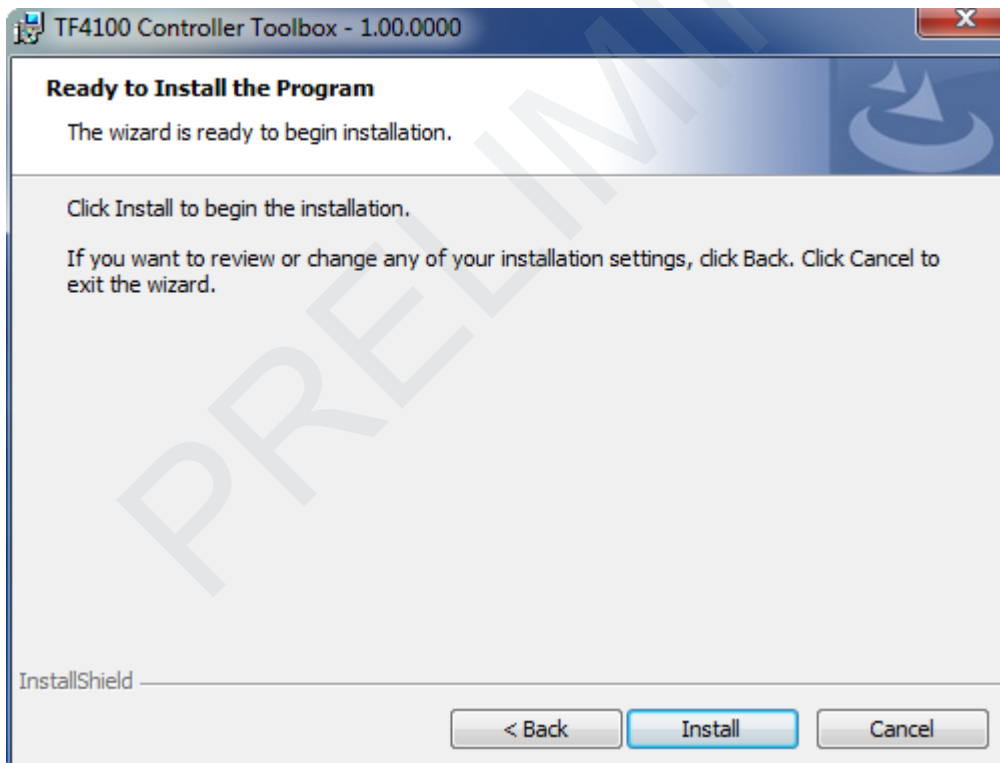 TF4100 Controller Toolbox - 1.00.0000
Ready to Install the Program
The wizard is ready to begin installation.
Click Install to begin the installation.
If you want to review or change any of your installation settings, click Back. Click Cancel to
exit the wizard.
PRELIMI
InstallShield
< Back
Install
Cancel